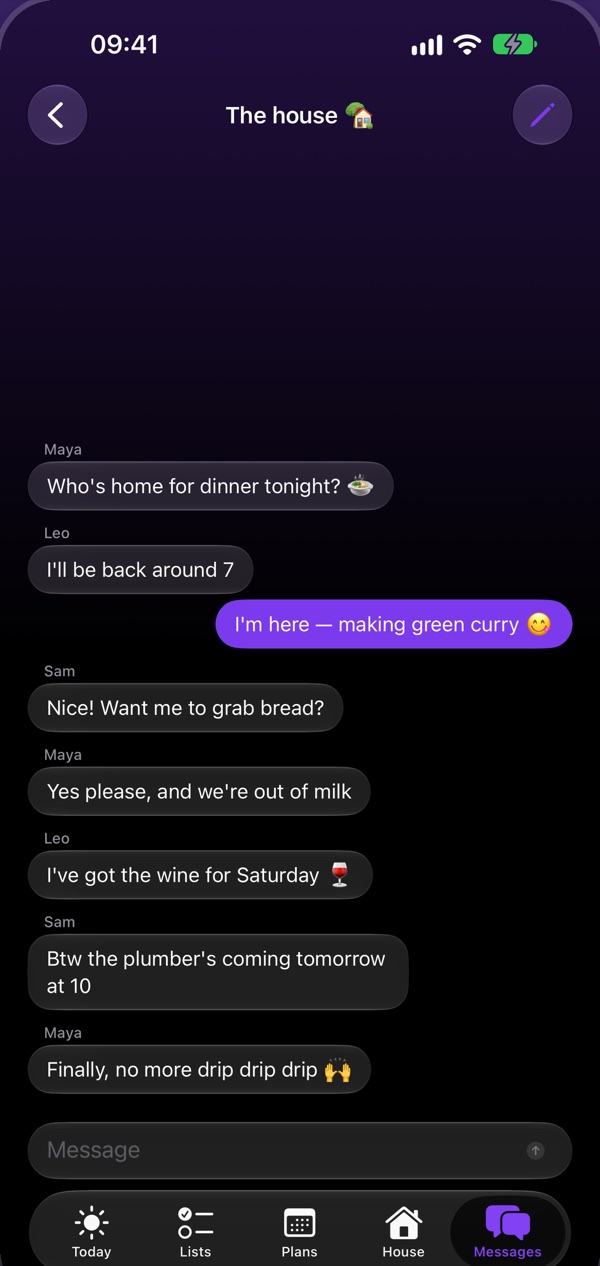 09:41
The house 🏡
Maya
Who's home for dinner tonight? 🍲
Leo
I'll be back around 7
I'm here — making green curry 😋
Sam
Nice! Want me to grab bread?
Maya
Yes please, and we're out of milk
Leo
I've got the wine for Saturday 🍷
Sam
Btw the plumber's coming tomorrow
at 10
Maya
Finally, no more drip drip drip 🙌
Message
Today Lists Plans House Messages